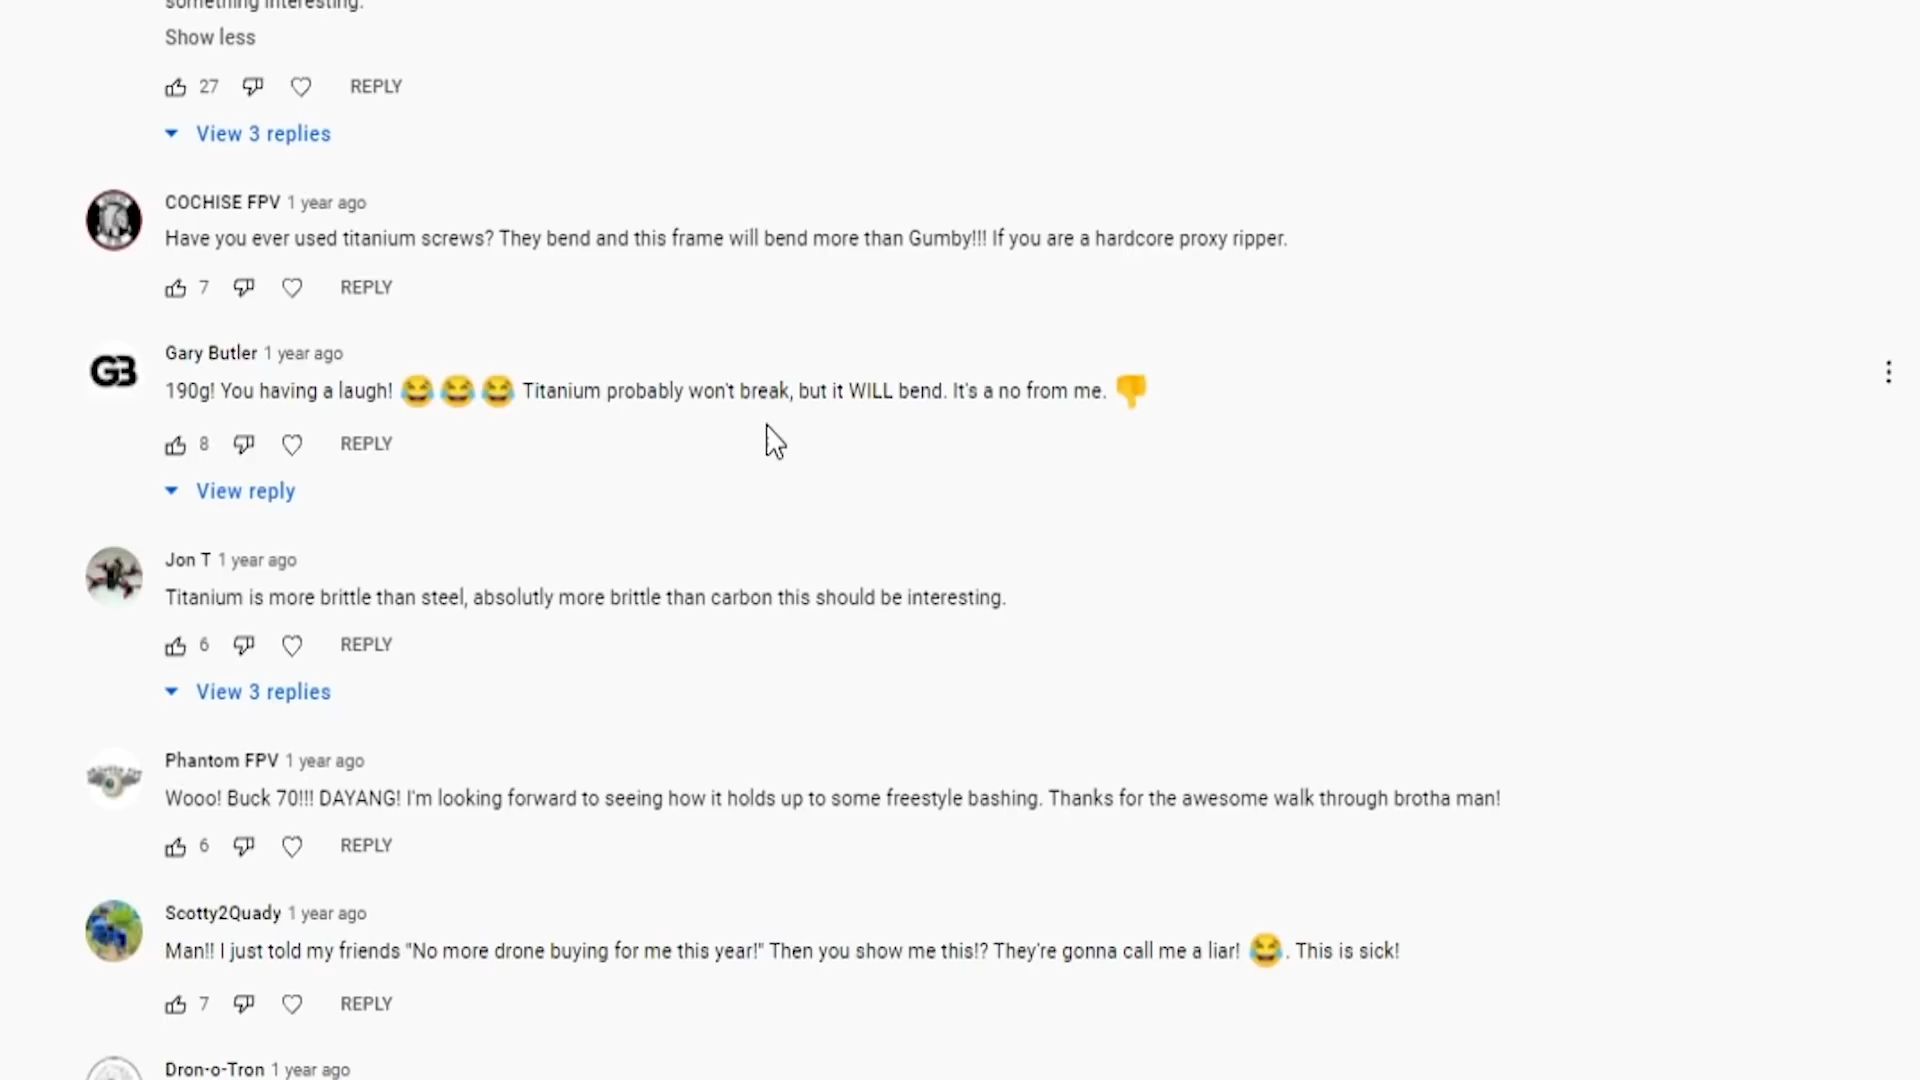 something interesting.
Show less
27 REPLY
View 3 replies
COCHISE FPV 1 year ago
Have you ever used titanium screws? They bend and this frame will bend more than Gumby!!! If you are a hardcore proxy ripper.
7 REPLY
GB
Gary Butler 1 year ago
190g! You having a laugh! 😂😂😂 Titanium probably won't break, but it WILL bend. It's a no from me. 👎
8 REPLY
View reply
Jon T 1 year ago
Titanium is more brittle than steel, absolutly more brittle than carbon this should be interesting.
6 REPLY
View 3 replies
Phantom FPV 1 year ago
Wooo! Buck 70!!! DAYANG! I'm looking forward to seeing how it holds up to some freestyle bashing. Thanks for the awesome walk through brotha man!
6 REPLY
Scotty2Quady 1 year ago
Man!! I just told my friends "No more drone buying for me this year!" Then you show me this!? They're gonna call me a liar! 😂. This is sick!
7 REPLY
Dron-o-Tron 1 year ago